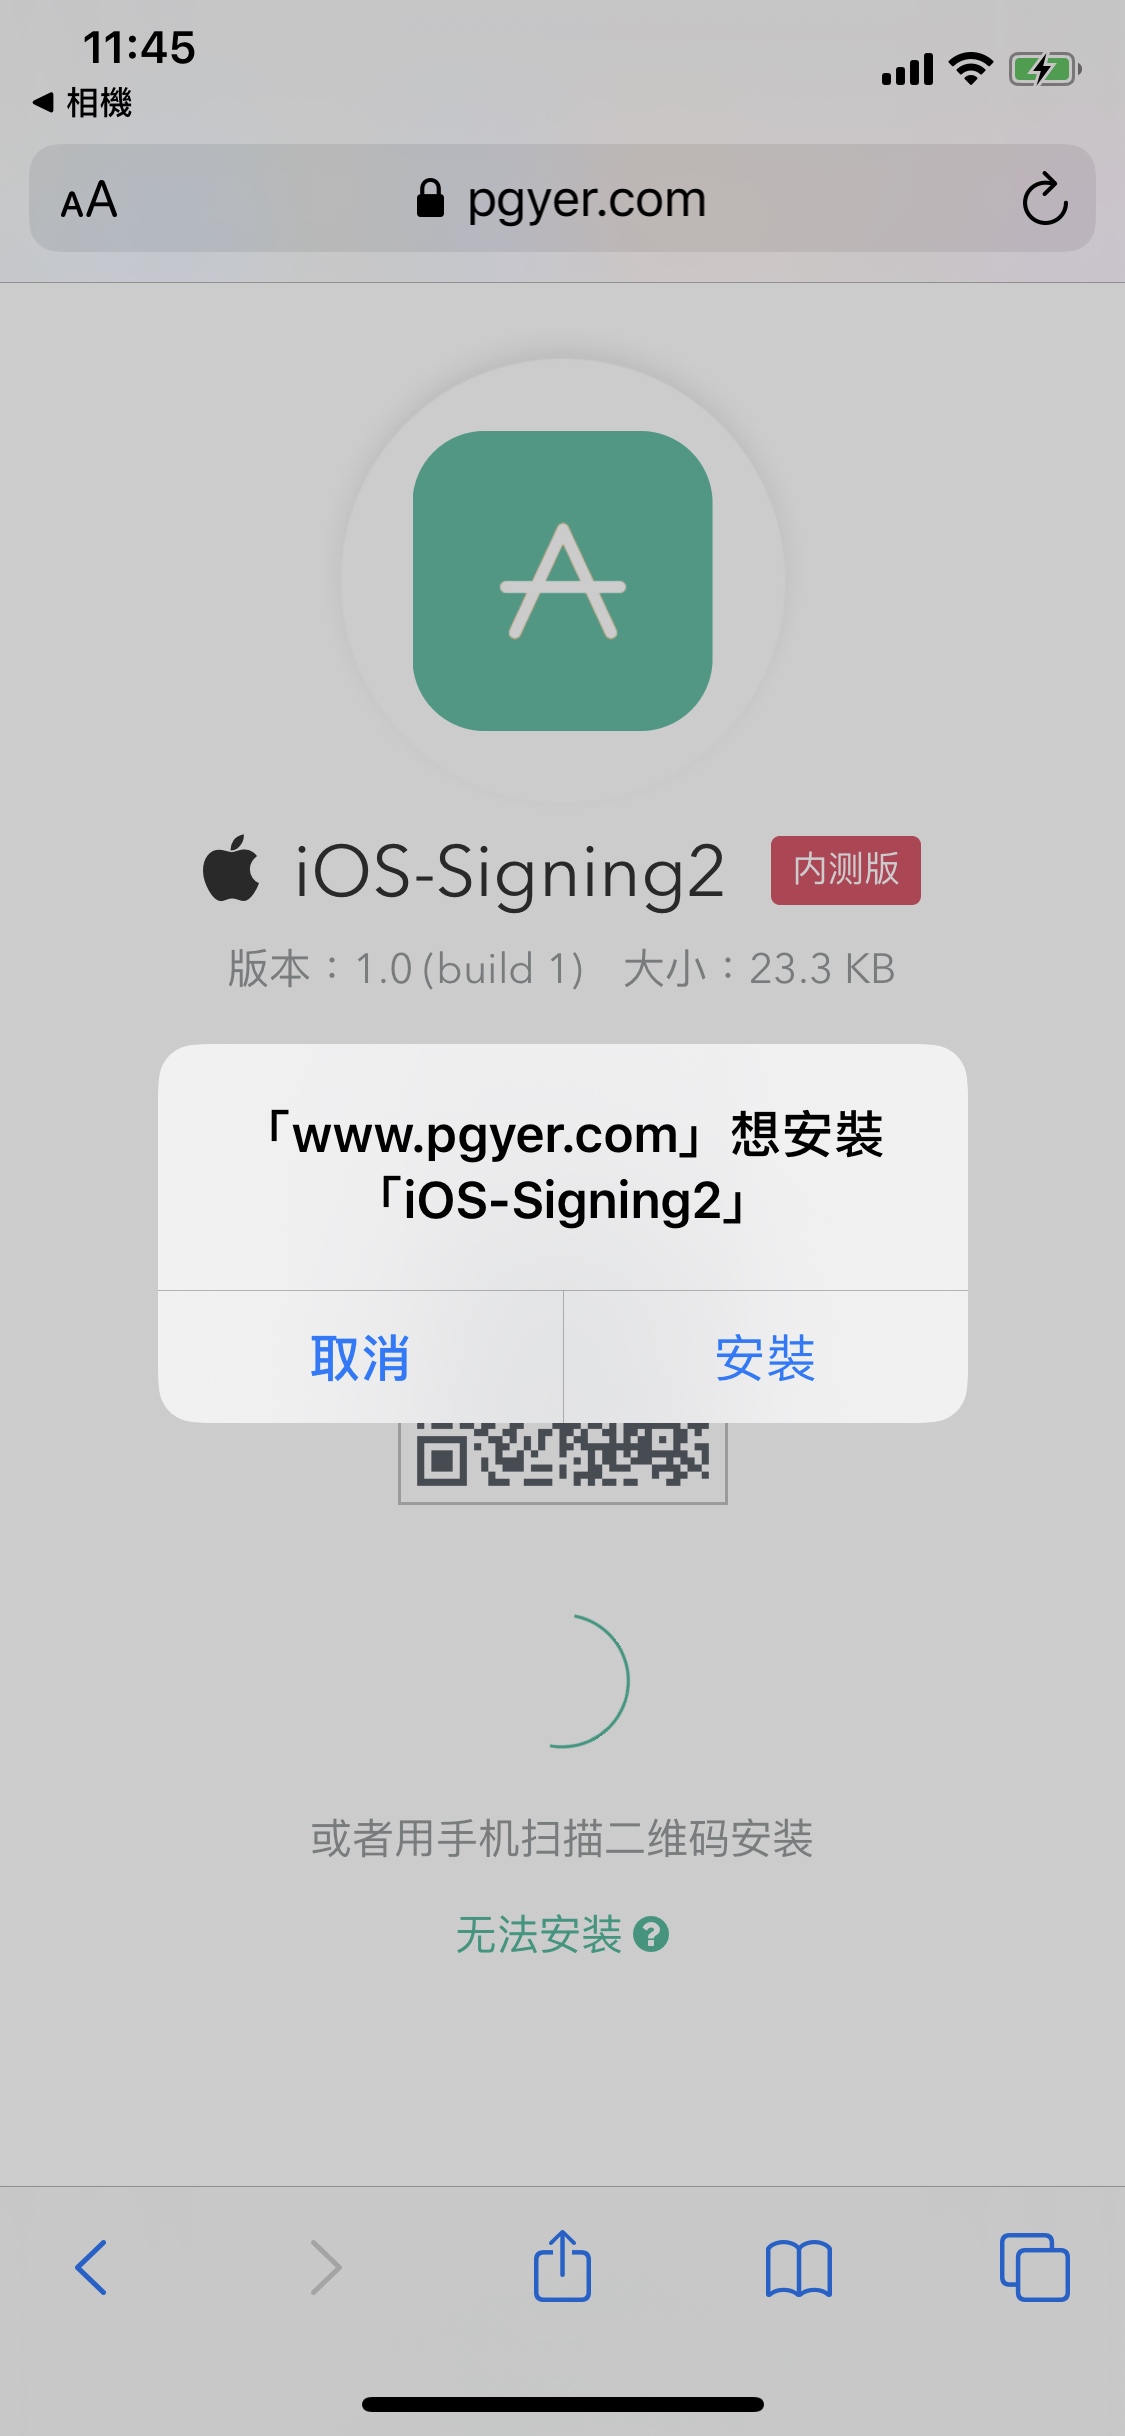 11:45
◀ 相機
AA pgyer.com
iOS-Signing2 内测版
版本：1.0 (build 1) 大小：23.3 KB
「www.pgyer.com」想安裝
「iOS-Signing2」
取消 安裝
或者用手机扫描二维码安装
无法安装 ?